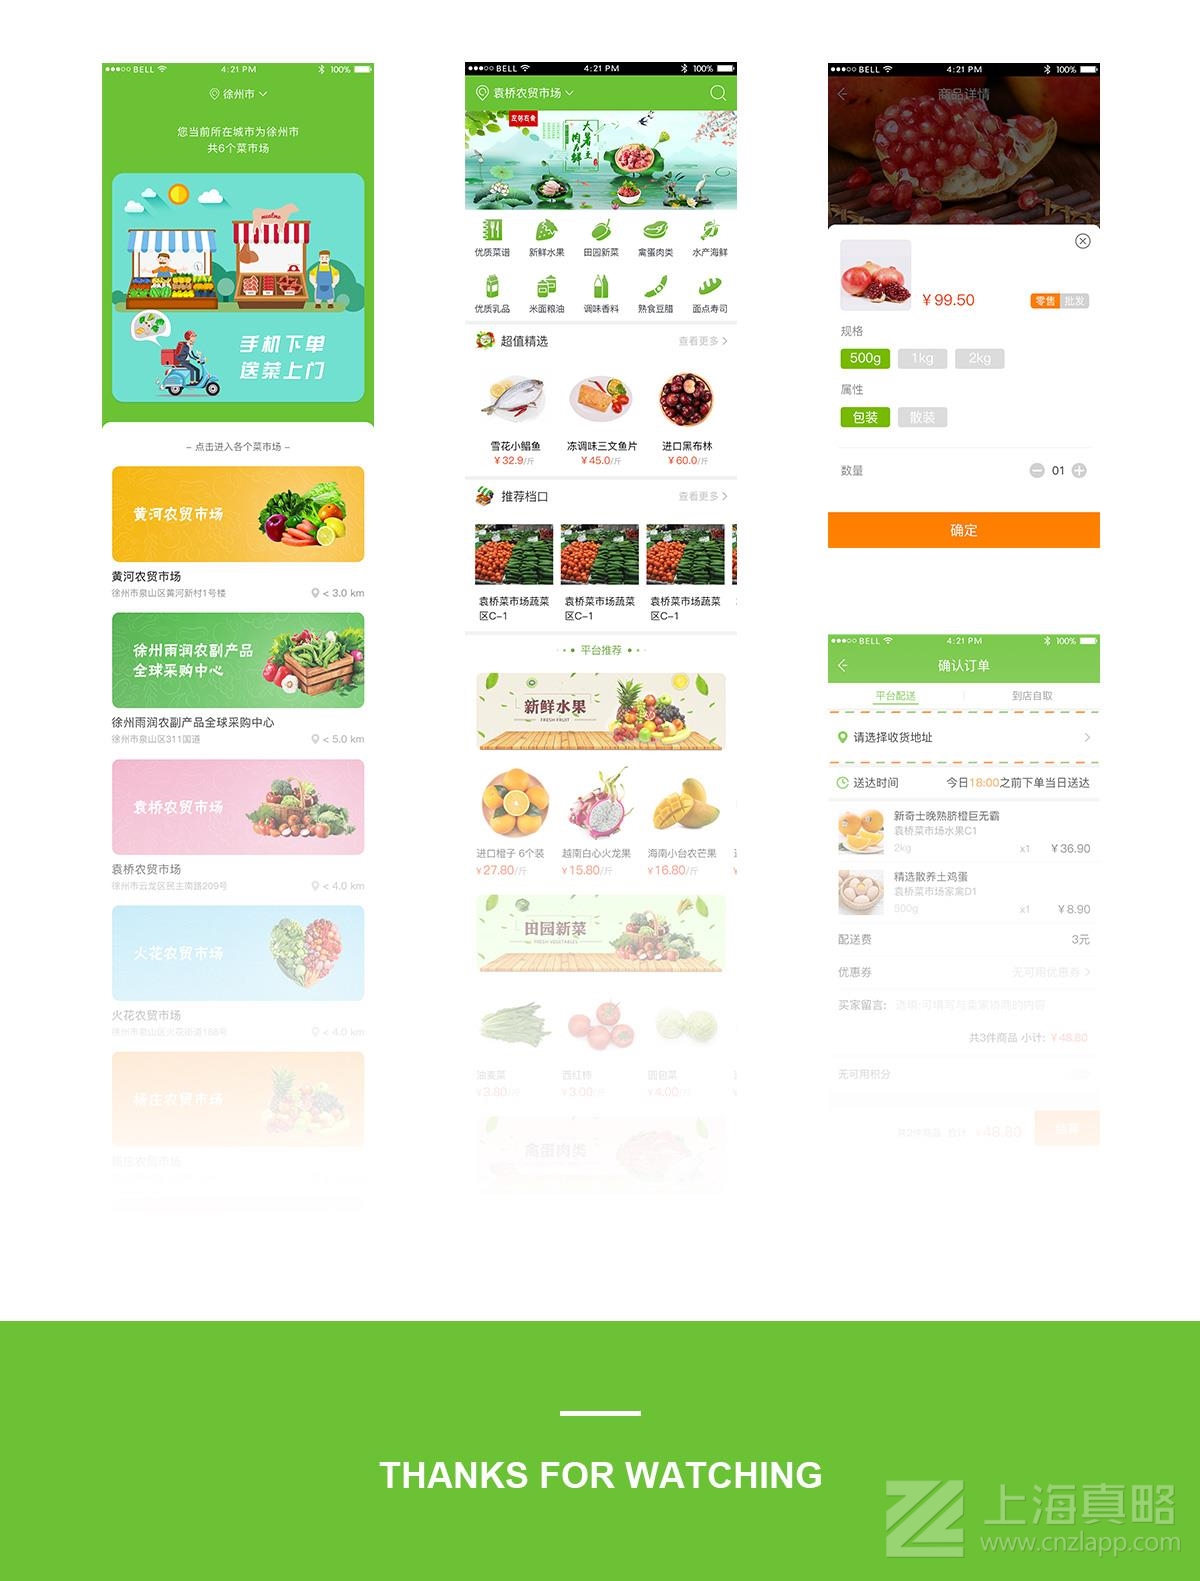 BELL 4:21 PM 100%
徐州市
您当前所在城市为徐州市
共6个菜市场
mealmo
手机下单
送菜上门
– 点击进入各个菜市场 –
黄河农贸市场
黄河农贸市场
徐州市泉山区黄河新村1号楼 < 3.0 km
徐州雨润农副产品
全球采购中心
徐州雨润农副产品全球采购中心
徐州市泉山区311国道 < 5.0 km
袁桥农贸市场
袁桥农贸市场
徐州市云龙区民主南路209号 < 4.0 km
火花农贸市场
火花农贸市场
徐州市泉山区火花街道188号 < 4.0 km
杨庄农贸市场
杨庄农贸市场
BELL 4:21 PM 100%
袁桥农贸市场
优质菜谱 新鲜水果 田园新菜 禽蛋肉类 水产海鲜
优质乳品 米面粮油 调味香料 熟食豆腊 面点寿司
超值精选 查看更多
雪花小鲳鱼 冻调味三文鱼片 进口黑布林
¥32.9/斤 ¥45.0/斤 ¥60.0/斤
推荐档口 查看更多
袁桥菜市场蔬菜 袁桥菜市场蔬菜 袁桥菜市场蔬菜
区C-1 区C-1 区C-1
平台推荐
新鲜水果
FRESH FRUIT
进口橙子 6个装 越南白心火龙果 海南小台农芒果
¥27.80/斤 ¥15.80/斤 ¥16.80/斤
田园新菜
FRESH VEGETABLES
油麦菜 西红柿 圆包菜
¥3.80/斤 ¥3.00/斤 ¥4.00/斤
禽蛋肉类
BELL 4:21 PM 100%
商品详情
¥99.50 零售 批发
规格
500g 1kg 2kg
属性
包装 散装
数量 01
确定
BELL 4:21 PM 100%
确认订单
平台配送 到店自取
请选择收货地址
送达时间 今日18:00之前下单当日送达
新奇士晚熟脐橙巨无霸
袁桥菜市场水果C1
2kg x1 ¥36.90
精选散养土鸡蛋
袁桥菜市场家禽D1
500g x1 ¥8.90
配送费 3元
优惠券 无可用优惠券
买家留言: 选填:可填写与卖家协商的内容
共3件商品 小计: ¥48.80
无可用积分
共2件商品 合计 ¥48.80
THANKS FOR WATCHING
上海真略
www.cnzlapp.com